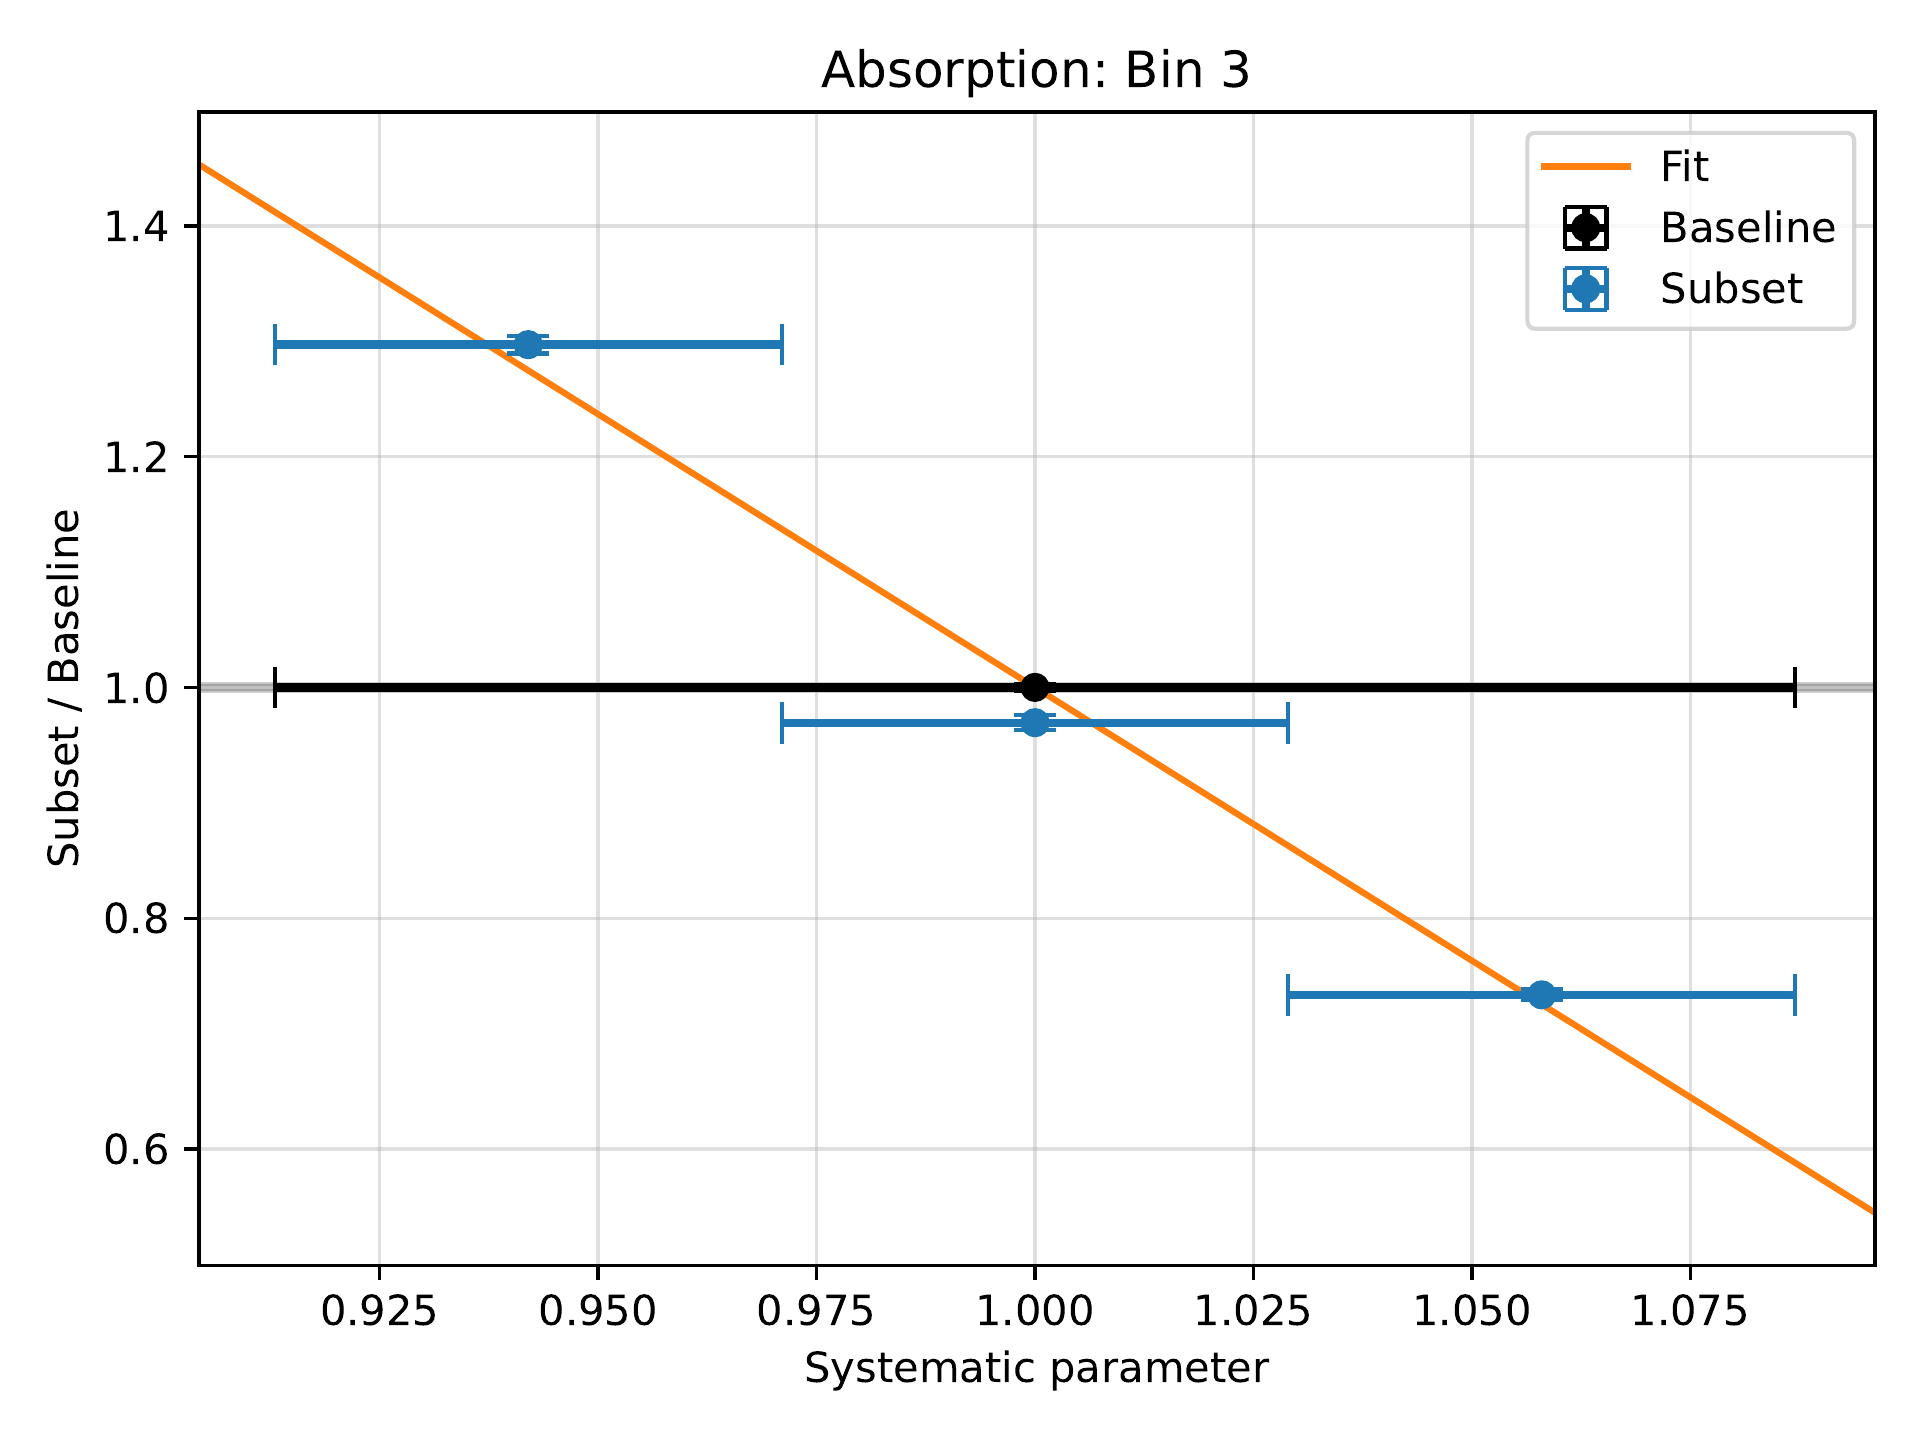 Absorption: Bin 3
Fit
Baseline
Subset
Subset / Baseline
1.4
1.2
1.0
0.8
0.6
0.925 0.950 0.975 1.000 1.025 1.050 1.075
Systematic parameter